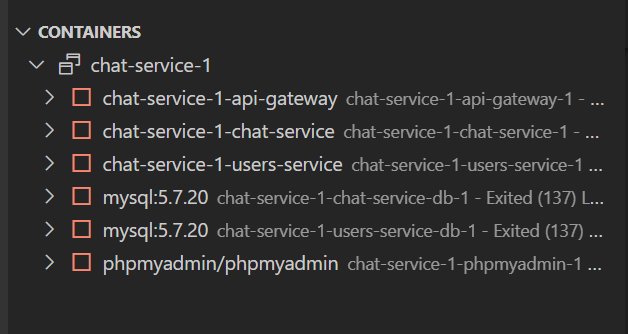 CONTAINERS
chat-service-1
chat-service-1-api-gateway chat-service-1-api-gateway-1 - ...
chat-service-1-chat-service chat-service-1-chat-service-1 - ...
chat-service-1-users-service chat-service-1-users-service-1 ...
mysql:5.7.20 chat-service-1-chat-service-db-1 - Exited (137) L...
mysql:5.7.20 chat-service-1-users-service-db-1 - Exited (137) ...
phpmyadmin/phpmyadmin chat-service-1-phpmyadmin-1 ...